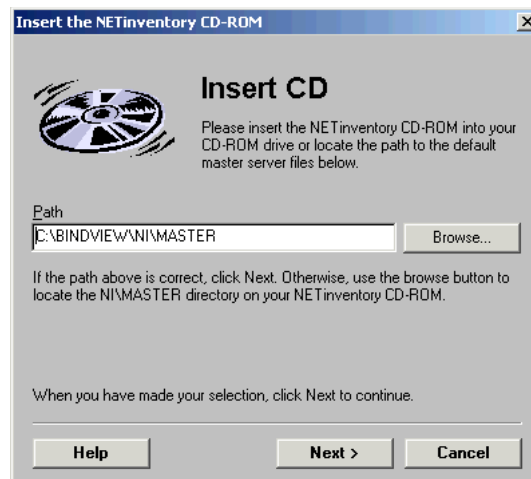 Insert the NETinventory CD-ROM
Insert CD
Please insert the NETinventory CD-ROM into your
CD-ROM drive or locate the path to the default
master server files below.
Path
C:\BINDVIEW\NI\MASTER
Browse...
If the path above is correct, click Next. Otherwise, use the browse button to
locate the NI\MASTER directory on your NETinventory CD-ROM.
When you have made your selection, click Next to continue.
Help
Next >
Cancel